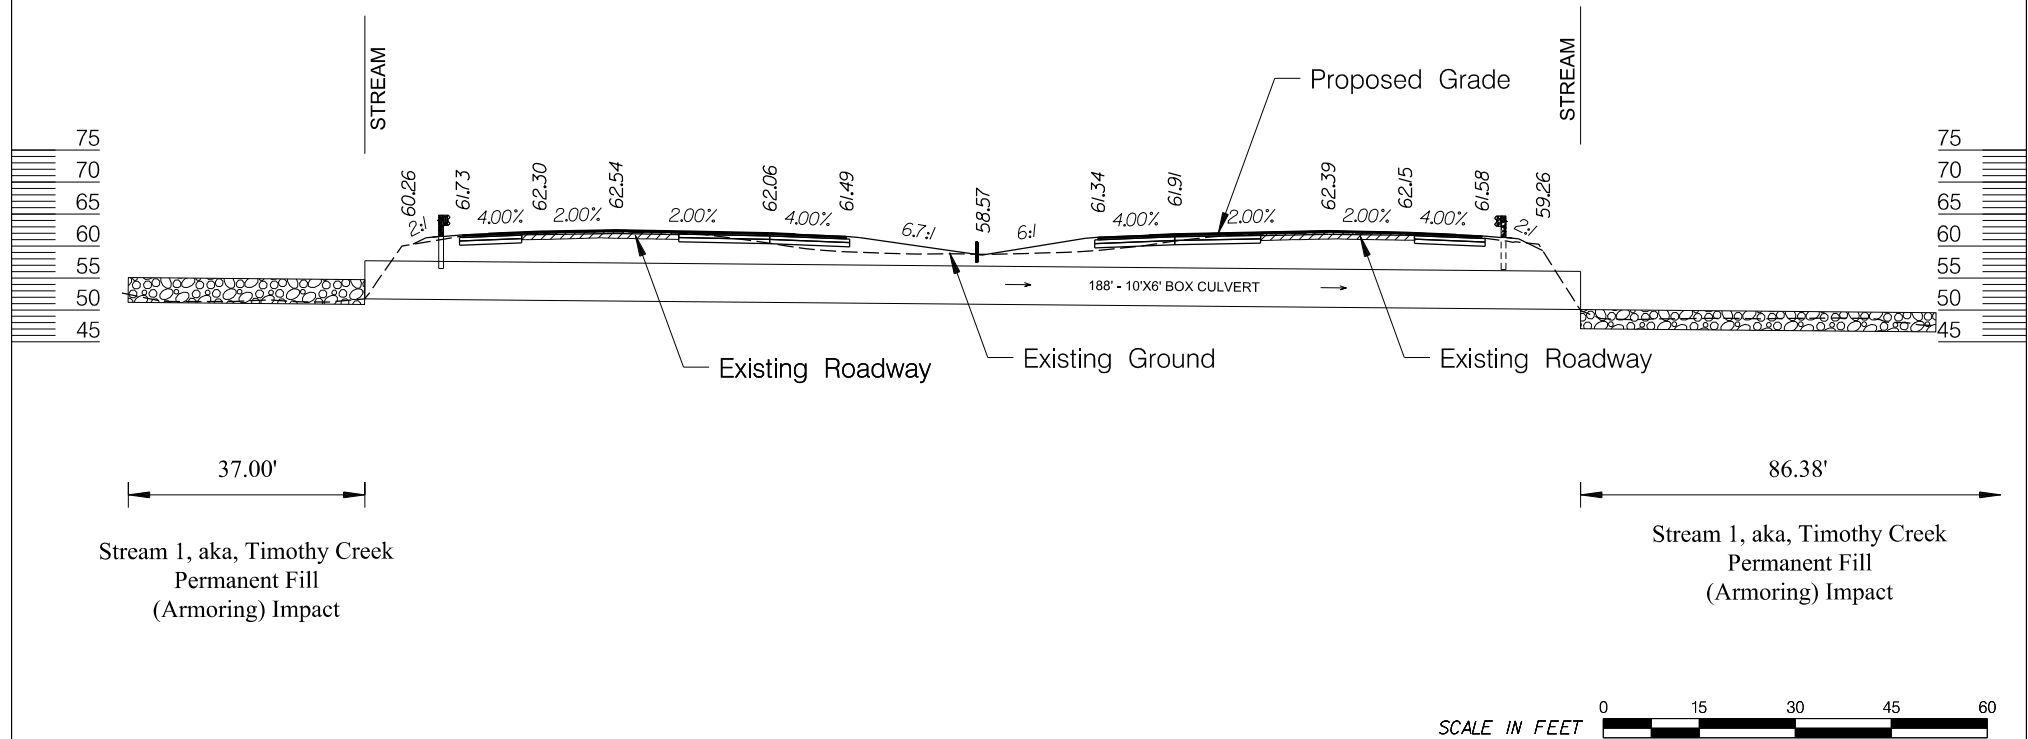 STREAM
STREAM
Proposed Grade
75
70
65
60
55
50
45
75
70
65
60
55
50
45
60.26
61.73
62.30
62.54
62.06
61.49
58.57
61.34
61.91
62.39
62.15
61.58
59.26
2:1
4.00%
2.00%
2.00%
4.00%
6.7:1
6:1
4.00%
2.00%
2.00%
4.00%
2:1
188' - 10'X6' BOX CULVERT
Existing Roadway
Existing Ground
Existing Roadway
37.00'
86.38'
Stream 1, aka, Timothy Creek
Permanent Fill
(Armoring) Impact
Stream 1, aka, Timothy Creek
Permanent Fill
(Armoring) Impact
SCALE IN FEET
0 15 30 45 60